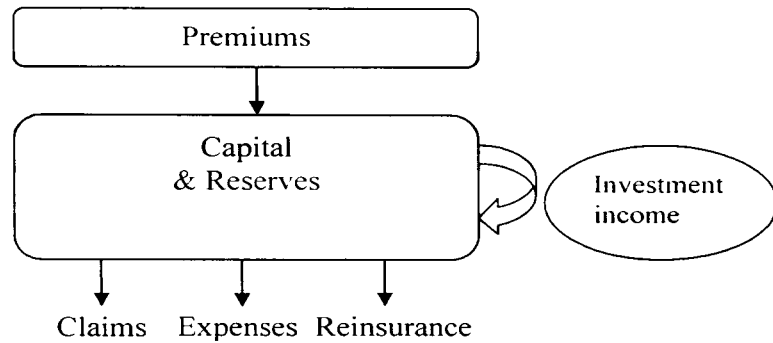 Premiums
Capital
& Reserves
Investment
income
Claims Expenses Reinsurance